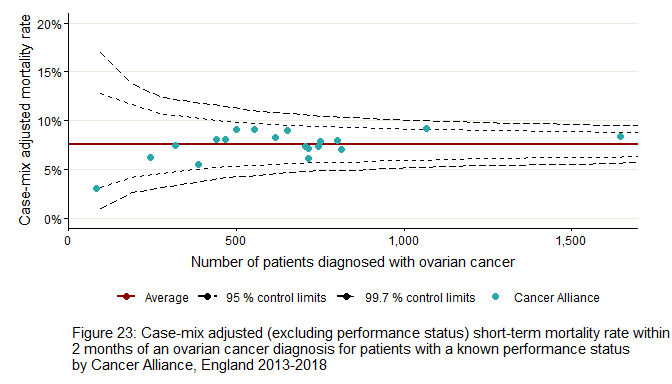 Case-mix adjusted mortality rate
20%
15%
10%
5%
0%
0
500
1,000
1,500
Number of patients diagnosed with ovarian cancer
Average
95 % control limits
99.7 % control limits
Cancer Alliance
Figure 23: Case-mix adjusted (excluding performance status) short-term mortality rate within
2 months of an ovarian cancer diagnosis for patients with a known performance status
by Cancer Alliance, England 2013-2018